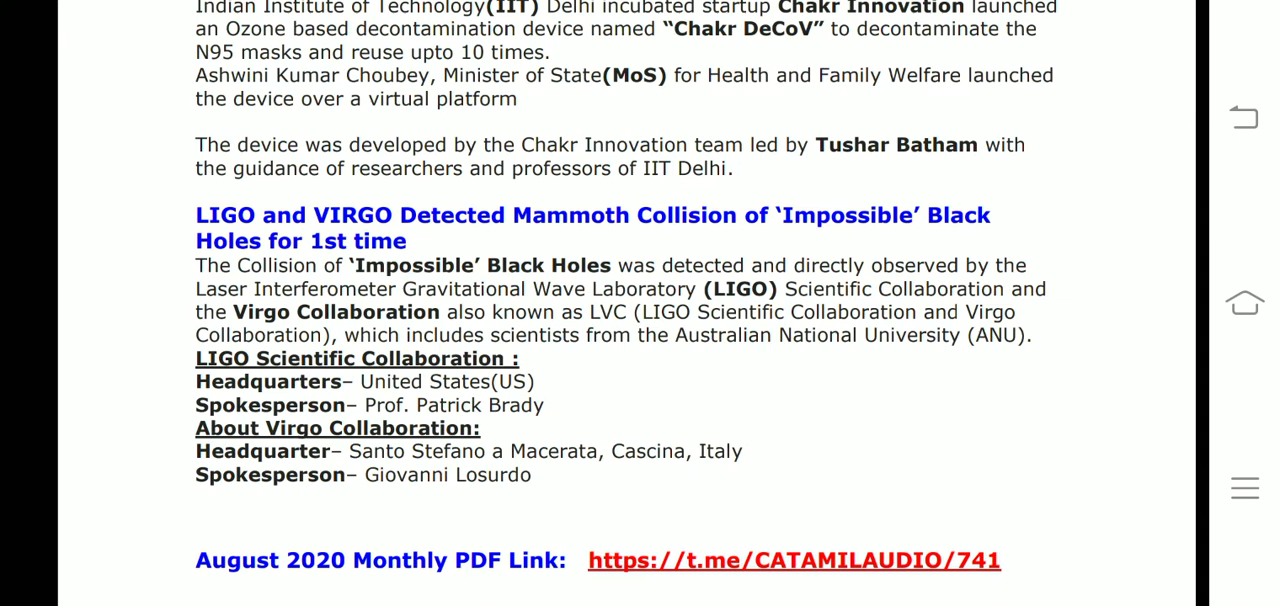 Indian Institute of Technology(IIT) Delhi incubated startup Chakr Innovation launched
an Ozone based decontamination device named “Chakr DeCoV” to decontaminate the
N95 masks and reuse upto 10 times.
Ashwini Kumar Choubey, Minister of State(MoS) for Health and Family Welfare launched
the device over a virtual platform
The device was developed by the Chakr Innovation team led by Tushar Batham with
the guidance of researchers and professors of IIT Delhi.
LIGO and VIRGO Detected Mammoth Collision of ‘Impossible’ Black
Holes for 1st time
The Collision of ‘Impossible’ Black Holes was detected and directly observed by the
Laser Interferometer Gravitational Wave Laboratory (LIGO) Scientific Collaboration and
the Virgo Collaboration also known as LVC (LIGO Scientific Collaboration and Virgo
Collaboration), which includes scientists from the Australian National University (ANU).
LIGO Scientific Collaboration :
Headquarters– United States(US)
Spokesperson– Prof. Patrick Brady
About Virgo Collaboration:
Headquarter– Santo Stefano a Macerata, Cascina, Italy
Spokesperson– Giovanni Losurdo
August 2020 Monthly PDF Link: https://t.me/CATAMILAUDIO/741